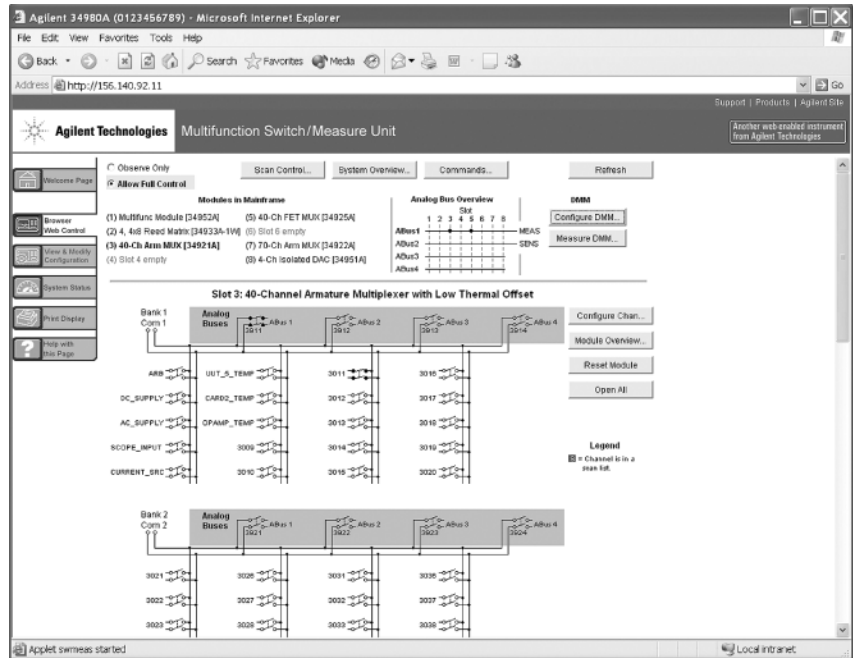 Agilent 34980A (0123456789) - Microsoft Internet Explorer
File Edit View Favorites Tools Help
Back Search Favorites Media
Address http://156.140.92.11 Go
Support | Products | Agilent Site
Agilent Technologies Multifunction Switch/Measure Unit
Another web-enabled instrument
from Agilent Technologies
Welcome Page
Browser
Web Control
View & Modify
Configuration
System Status
Print Display
Help with
this Page
Observe Only
Allow Full Control
Scan Control... System Overview... Commands... Refresh
Modules in Mainframe
(1) Multifunc Module [34952A] (5) 40-Ch FET MUX [34925A]
(2) 4, 4x8 Reed Matrix [34933A-1W] (6) Slot 6 empty
(3) 40-Ch Arm MUX [34921A] (7) 70-Ch Arm MUX [34922A]
(4) Slot 4 empty (8) 4-Ch Isolated DAC [34951A]
Analog Bus Overview
Slot
1 2 3 4 5 6 7 8
ABus1 MEAS
ABus2 SENS
ABus3
ABus4
DMM
Configure DMM...
Measure DMM...
Slot 3: 40-Channel Armature Multiplexer with Low Thermal Offset
Bank 1
Com 1
Analog
Buses
ABus 1 ABus 2 ABus 3 ABus 4
3911 3912 3913 3914
ARB UUT_5_TEMP 3011 3016
DC_SUPPLY CARD2_TEMP 3012 3017
AC_SUPPLY OPAMP_TEMP 3013 3018
SCOPE_INPUT 3009 3014 3019
CURRENT_SRC 3010 3015 3020
Configure Chan...
Module Overview...
Reset Module
Open All
Legend
= Channel is in a
scan list.
Bank 2
Com 2
Analog
Buses
ABus 1 ABus 2 ABus 3 ABus 4
3921 3922 3923 3924
3021 3026 3031 3036
3022 3027 3032 3037
3023 3028 3033 3038
Applet swmeas started Local intranet